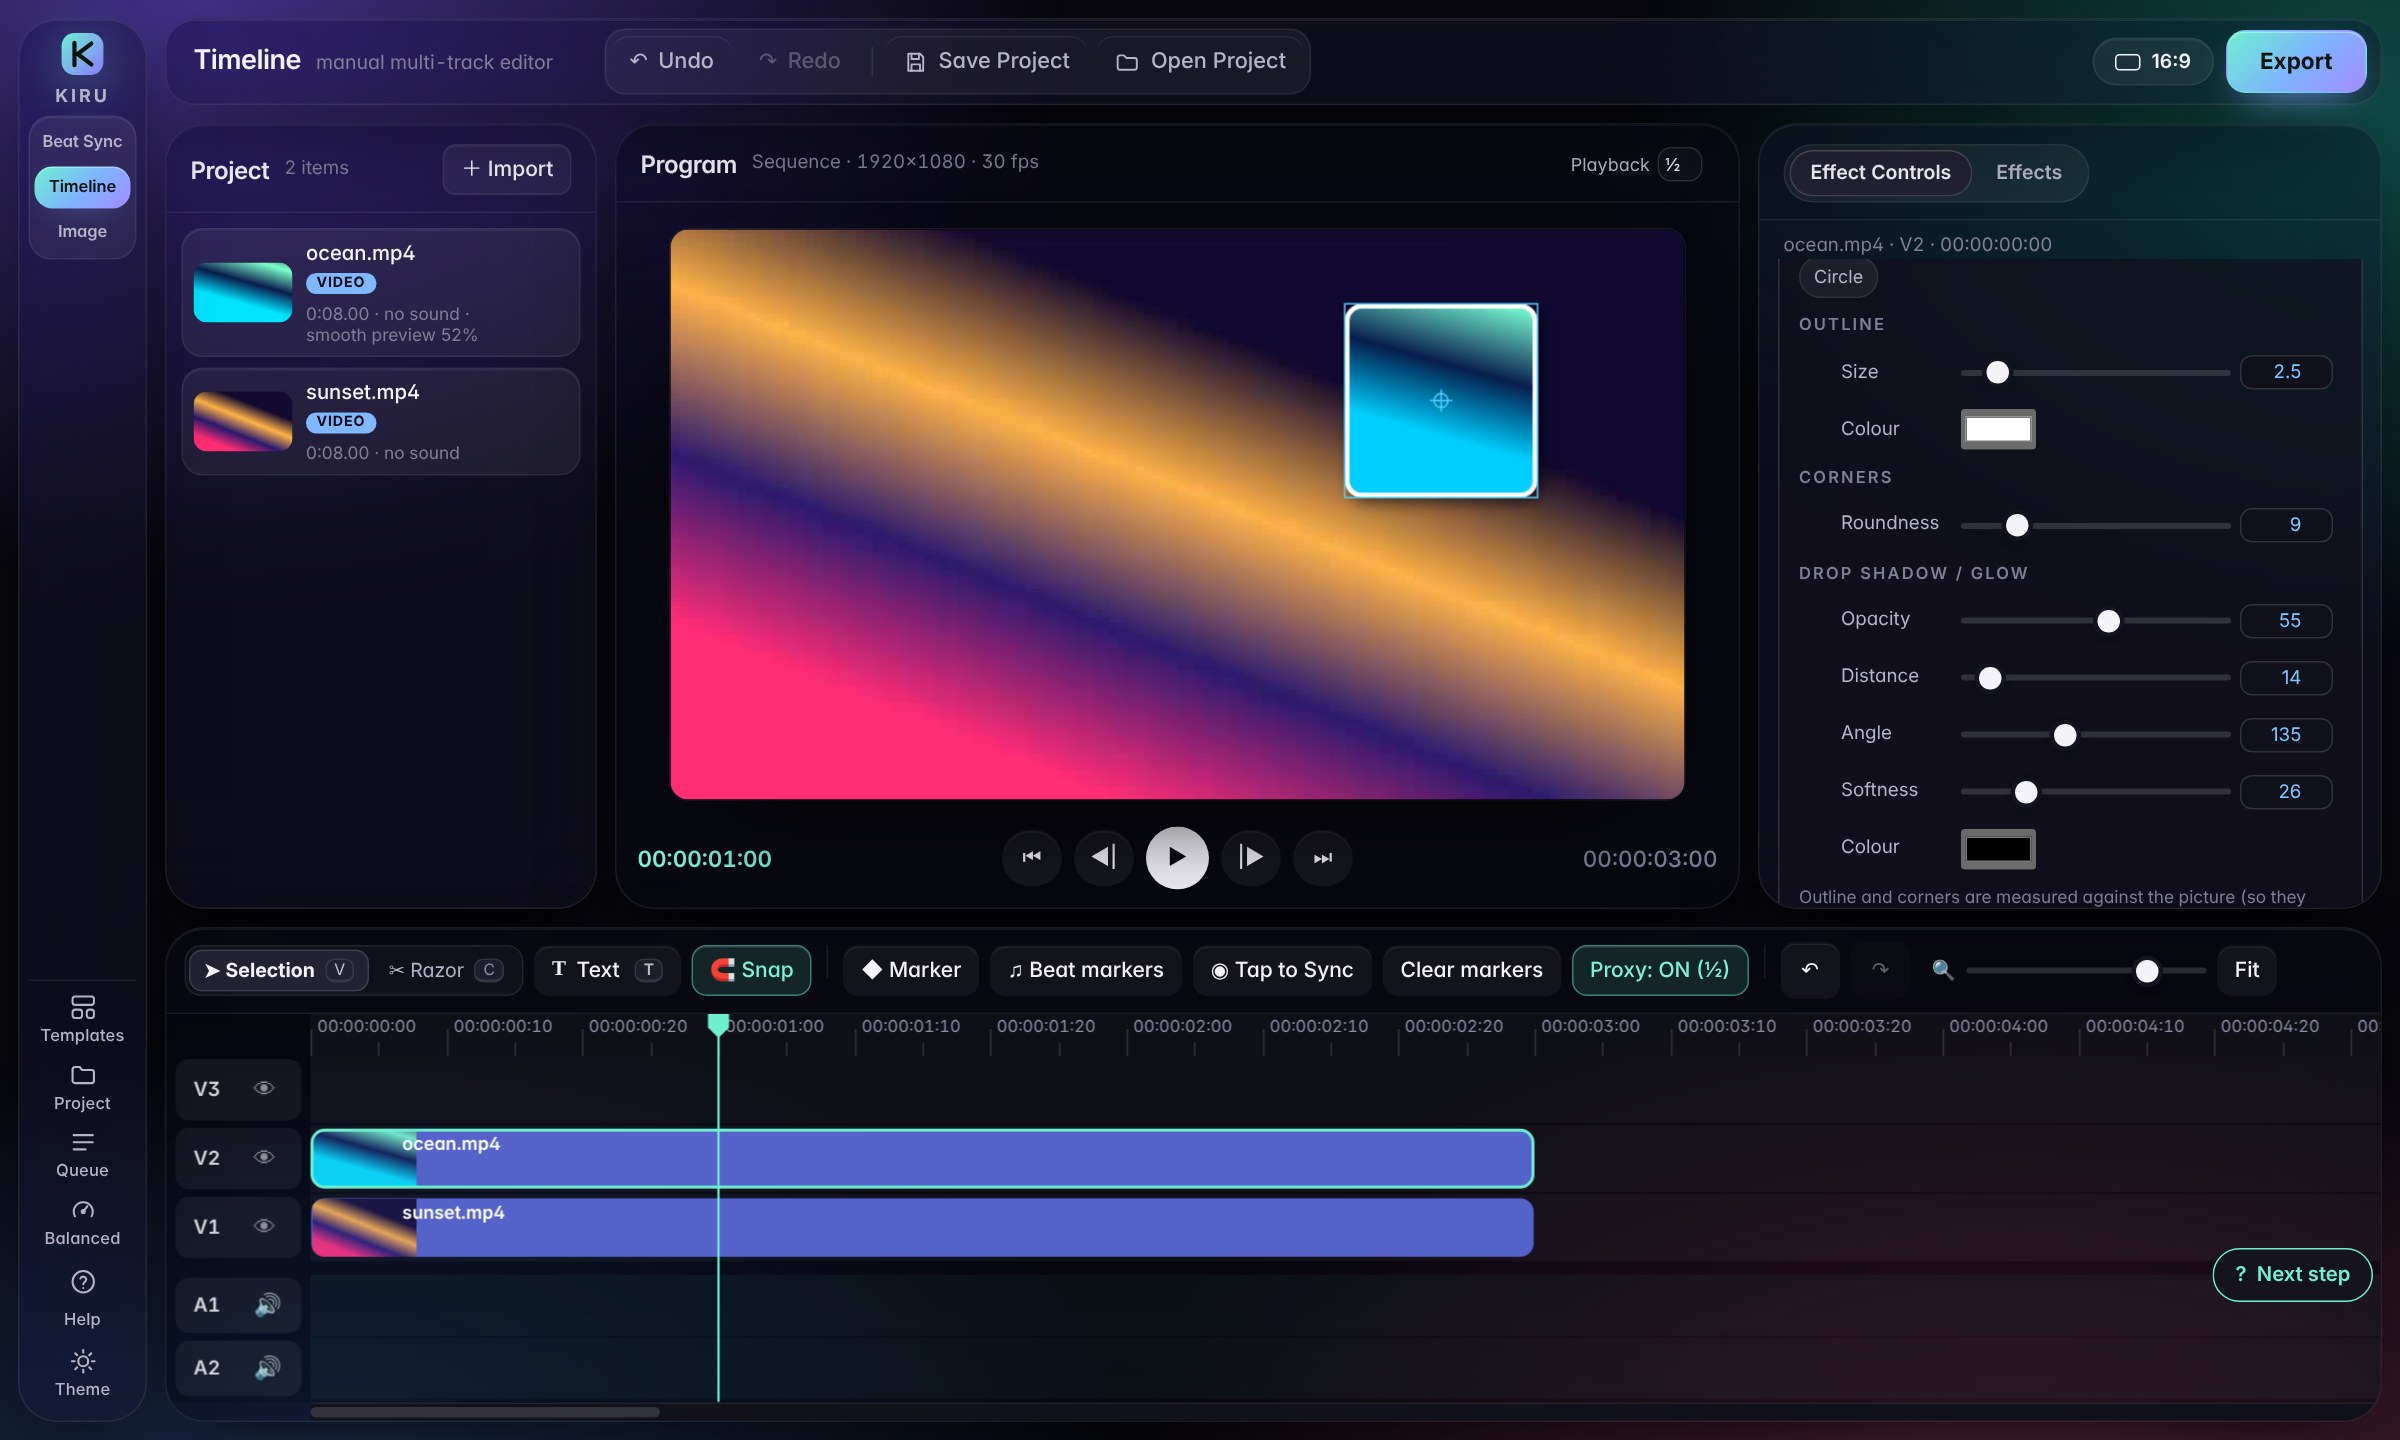 KIRU
Beat Sync
Timeline
Image
Templates
Project
Queue
Balanced
Help
Theme
Timeline manual multi-track editor
Undo Redo Save Project Open Project
16:9 Export
Project 2 items + Import
ocean.mp4
VIDEO
0:08.00 · no sound ·
smooth preview 52%
sunset.mp4
VIDEO
0:08.00 · no sound
Program Sequence · 1920×1080 · 30 fps Playback ½
00:00:01:00 00:00:03:00
Effect Controls Effects
ocean.mp4 · V2 · 00:00:00:00
Circle
OUTLINE
Size 2.5
Colour
CORNERS
Roundness 9
DROP SHADOW / GLOW
Opacity 55
Distance 14
Angle 135
Softness 26
Colour
Outline and corners are measured against the picture (so they
Selection V Razor C T Text T Snap Marker Beat markers Tap to Sync Clear markers Proxy: ON (½) Fit
00:00:00:00 00:00:00:10 00:00:00:20 00:00:01:00 00:00:01:10 00:00:01:20 00:00:02:00 00:00:02:10 00:00:02:20 00:00:03:00 00:00:03:10 00:00:03:20 00:00:04:00 00:00:04:10 00:00:04:20 00:
V3
V2 ocean.mp4
V1 sunset.mp4
? Next step
A1
A2